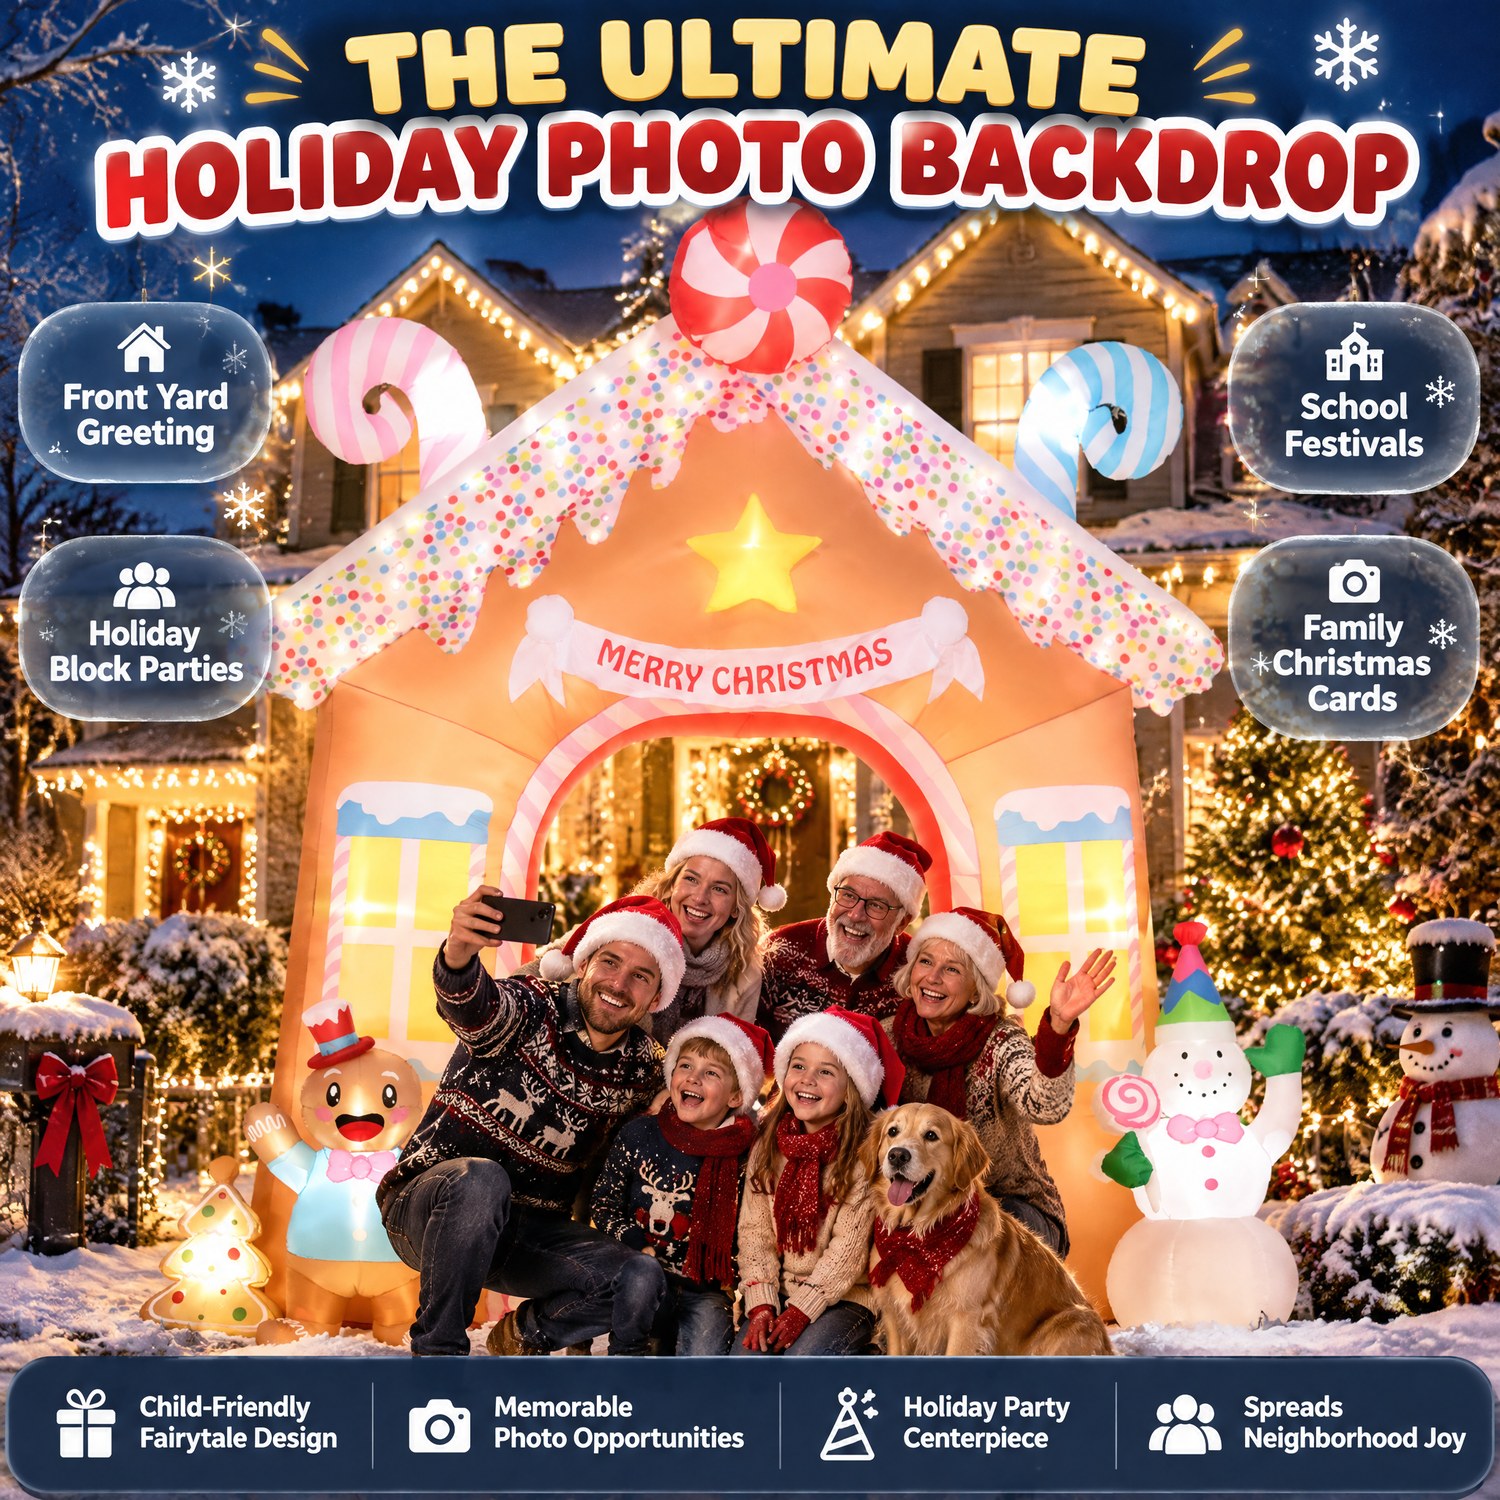 THE ULTIMATE
HOLIDAY PHOTO BACKDROP
Front Yard
Greeting
School
Festivals
Holiday
Block Parties
Family
Christmas
Cards
MERRY CHRISTMAS
Child-Friendly
Fairytale Design
Memorable
Photo Opportunities
Holiday Party
Centerpiece
Spreads
Neighborhood Joy